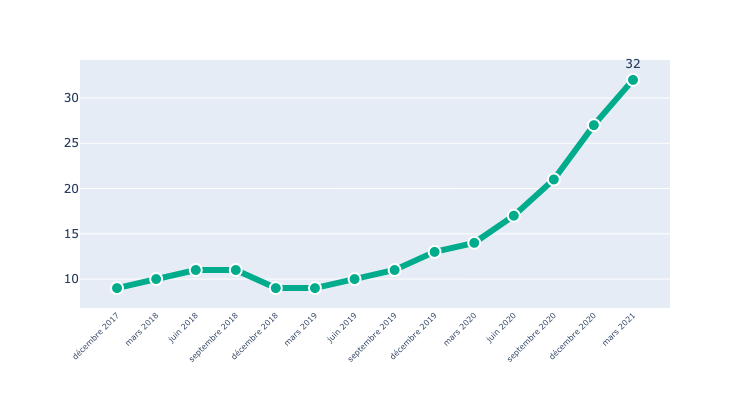 32
30
25
20
15
10
décembre 2017
mars 2018
juin 2018
septembre 2018
décembre 2018
mars 2019
juin 2019
septembre 2019
décembre 2019
mars 2020
juin 2020
septembre 2020
décembre 2020
mars 2021